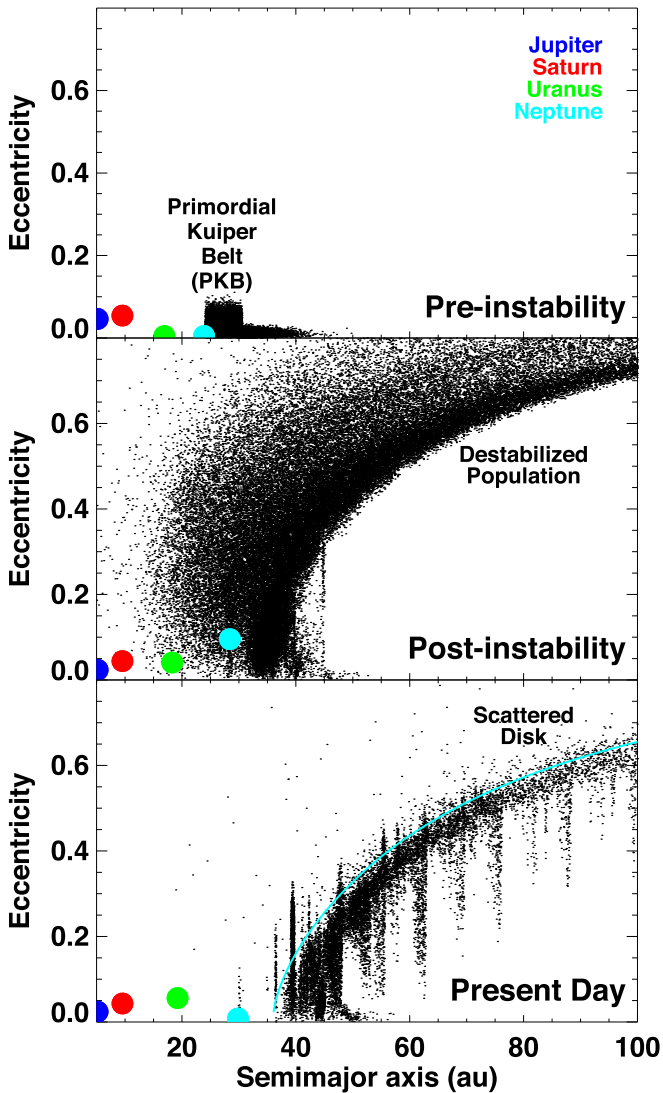 Jupiter
Saturn
Uranus
Neptune
Eccentricity
0.6
0.4
0.2
0.0
Primordial
Kuiper
Belt
(PKB)
Pre-instability
Eccentricity
0.6
0.4
0.2
0.0
Destabilized
Population
Post-instability
Eccentricity
0.6
0.4
0.2
0.0
Scattered
Disk
Present Day
20 40 60 80 100
Semimajor axis (au)